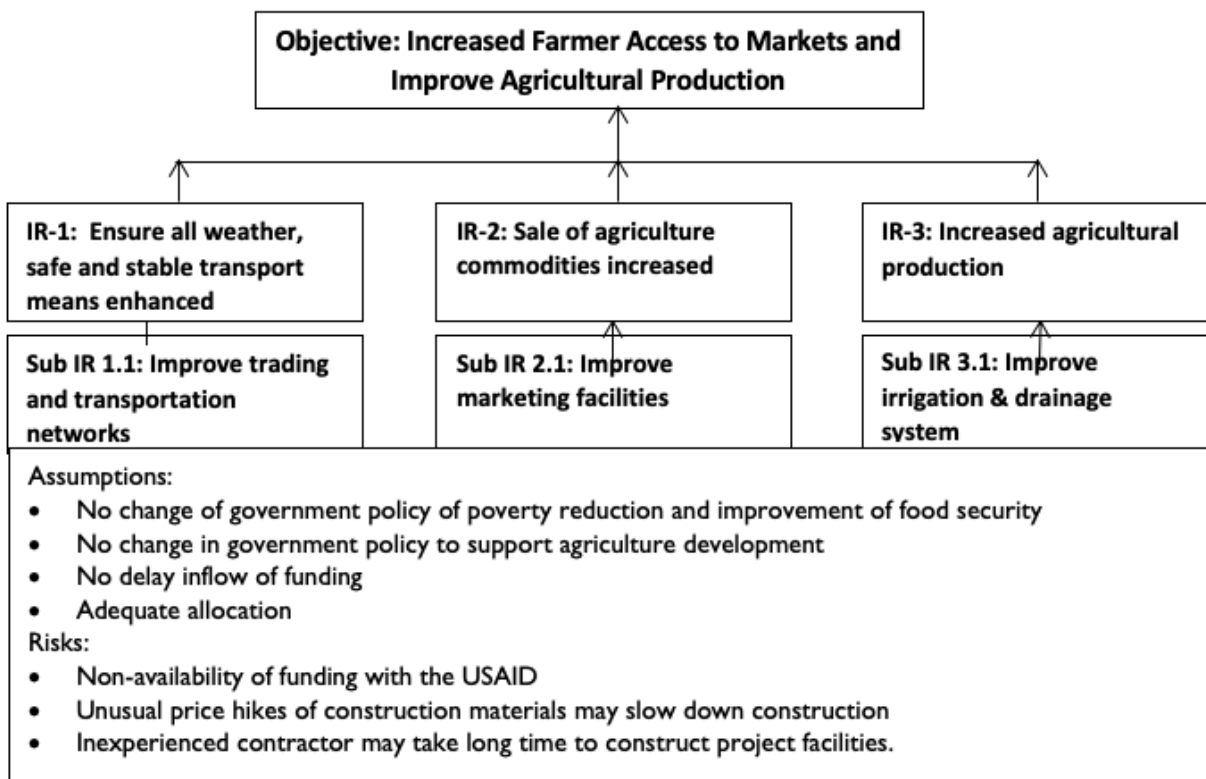 Objective: Increased Farmer Access to Markets and
Improve Agricultural Production
IR-1:  Ensure all weather,
safe and stable transport
means enhanced
IR-2: Sale of agriculture
commodities increased
IR-3: Increased agricultural
production
Sub IR 1.1: Improve trading
and transportation
networks
Sub IR 2.1: Improve
marketing facilities
Sub IR 3.1: Improve
irrigation & drainage
system
Assumptions:
• No change of government policy of poverty reduction and improvement of food security
• No change in government policy to support agriculture development
• No delay inflow of funding
• Adequate allocation
Risks:
• Non-availability of funding with the USAID
• Unusual price hikes of construction materials may slow down construction
• Inexperienced contractor may take long time to construct project facilities.